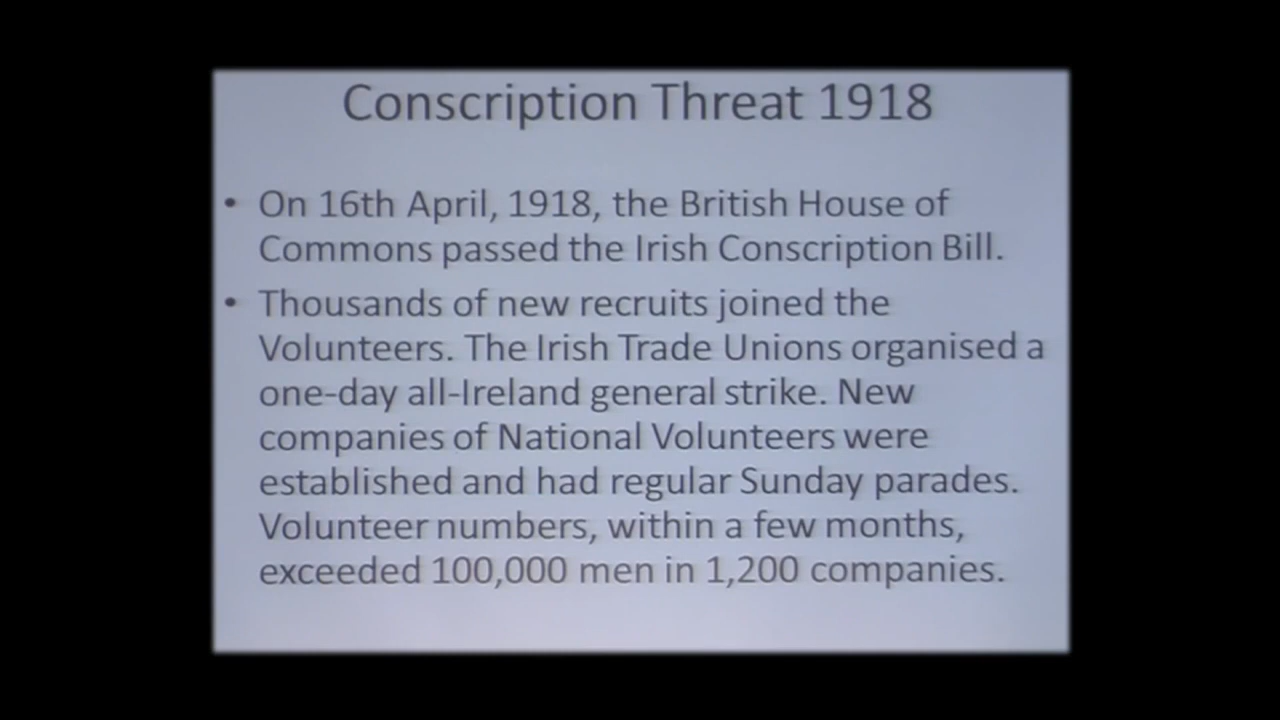 Conscription Threat 1918
• On 16th April, 1918, the British House of
Commons passed the Irish Conscription Bill.
• Thousands of new recruits joined the
Volunteers. The Irish Trade Unions organised a
one-day all-Ireland general strike. New
companies of National Volunteers were
established and had regular Sunday parades.
Volunteer numbers, within a few months,
exceeded 100,000 men in 1,200 companies.